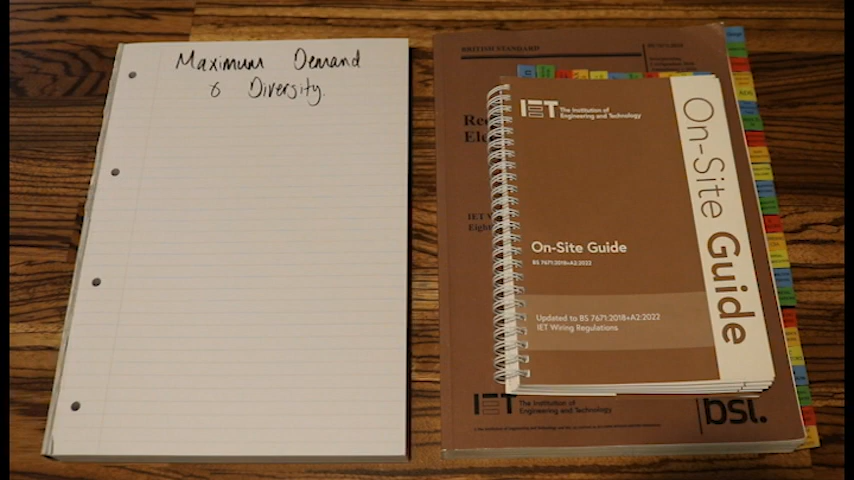 Maximum Demand
& Diversity.
BRITISH STANDARD
IET The Institution of
Engineering and Technology
On-Site Guide
On-Site Guide
BS 7671:2018+A2:2022
Updated to BS 7671:2018+A2:2022
IET Wiring Regulations
IET The Institution of
Engineering and Technology
bsi.